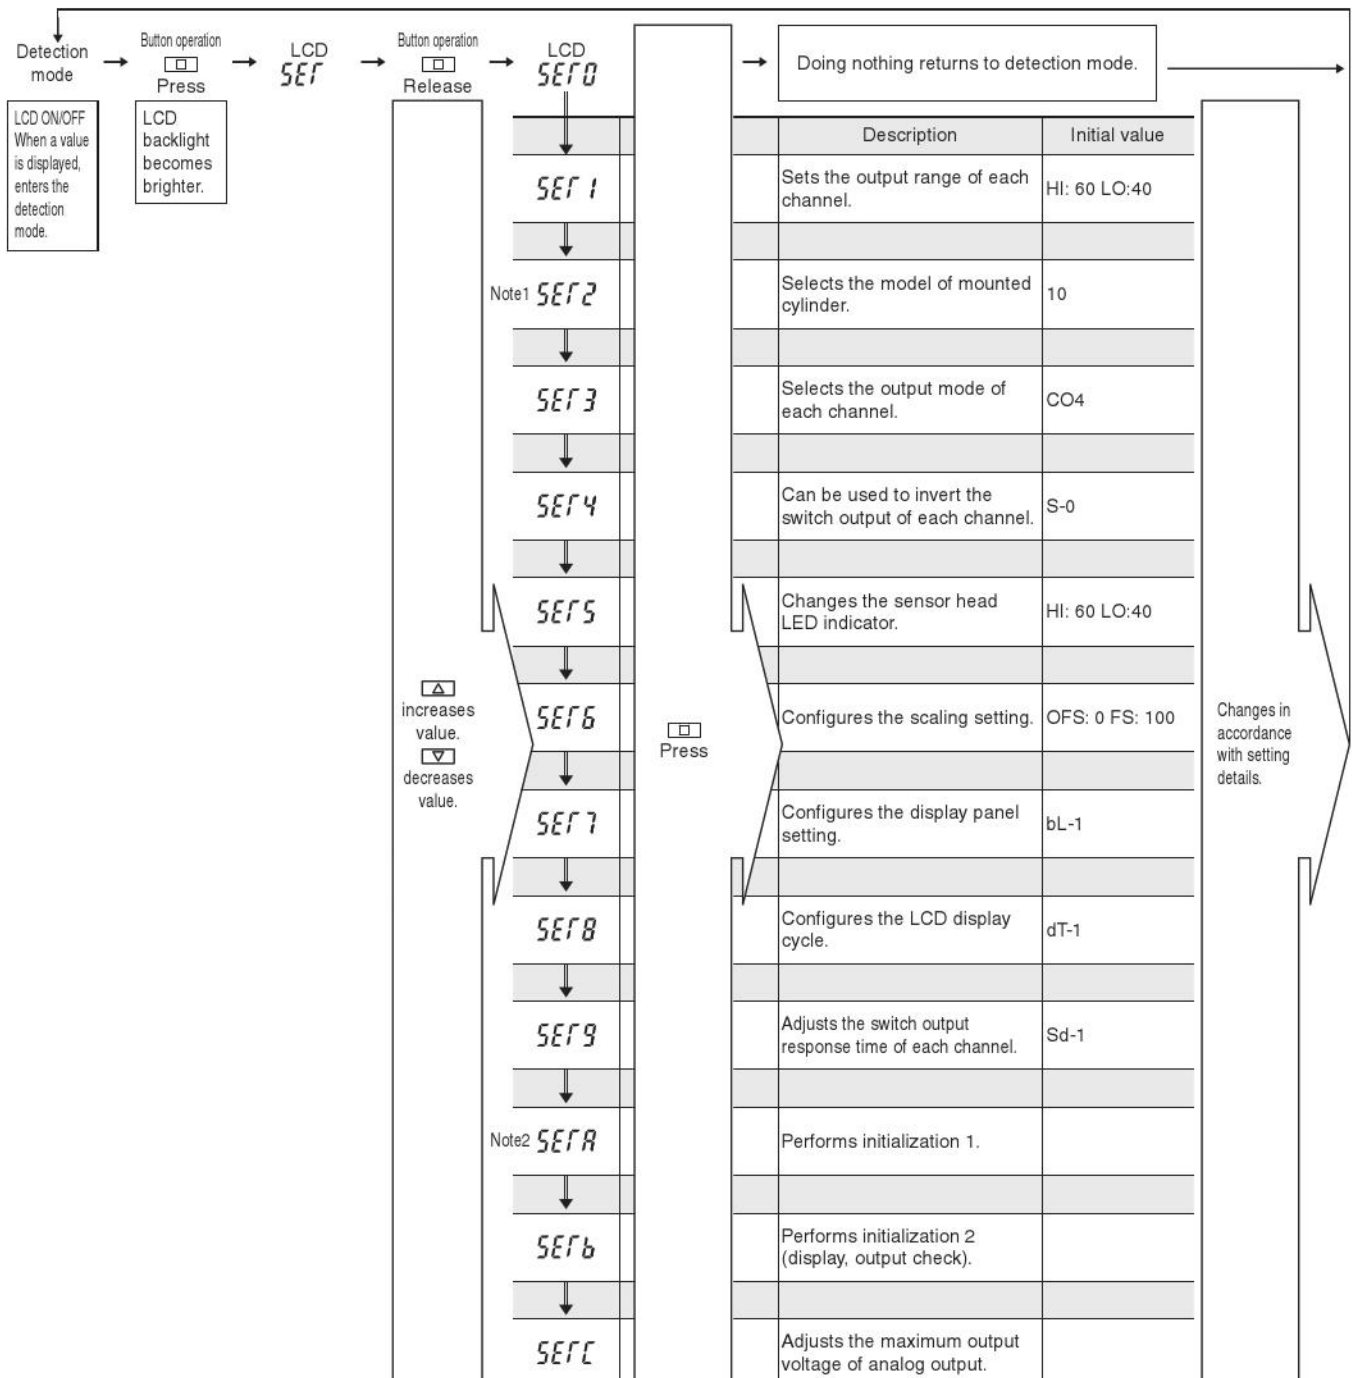 Detection
mode
Button operation
Press
LCD
SET
Button operation
Release
LCD
SET0
Doing nothing returns to detection mode.
LCD ON/OFF
When a value
is displayed,
enters the
detection
mode.
LCD
backlight
becomes
brighter.
Description
Initial value
SET1
Sets the output range of each
channel.
HI: 60 LO:40
Note1 SET2
Selects the model of mounted
cylinder.
10
SET3
Selects the output mode of
each channel.
CO4
SET4
Can be used to invert the
switch output of each channel.
S-0
SET5
Changes the sensor head
LED indicator.
HI: 60 LO:40
increases
value.
decreases
value.
SET6
Press
Configures the scaling setting.
OFS: 0 FS: 100
Changes in
accordance
with setting
details.
SET7
Configures the display panel
setting.
bL-1
SET8
Configures the LCD display
cycle.
dT-1
SET9
Adjusts the switch output
response time of each channel.
Sd-1
Note2 SETA
Performs initialization 1.
SETb
Performs initialization 2
(display, output check).
SETC
Adjusts the maximum output
voltage of analog output.